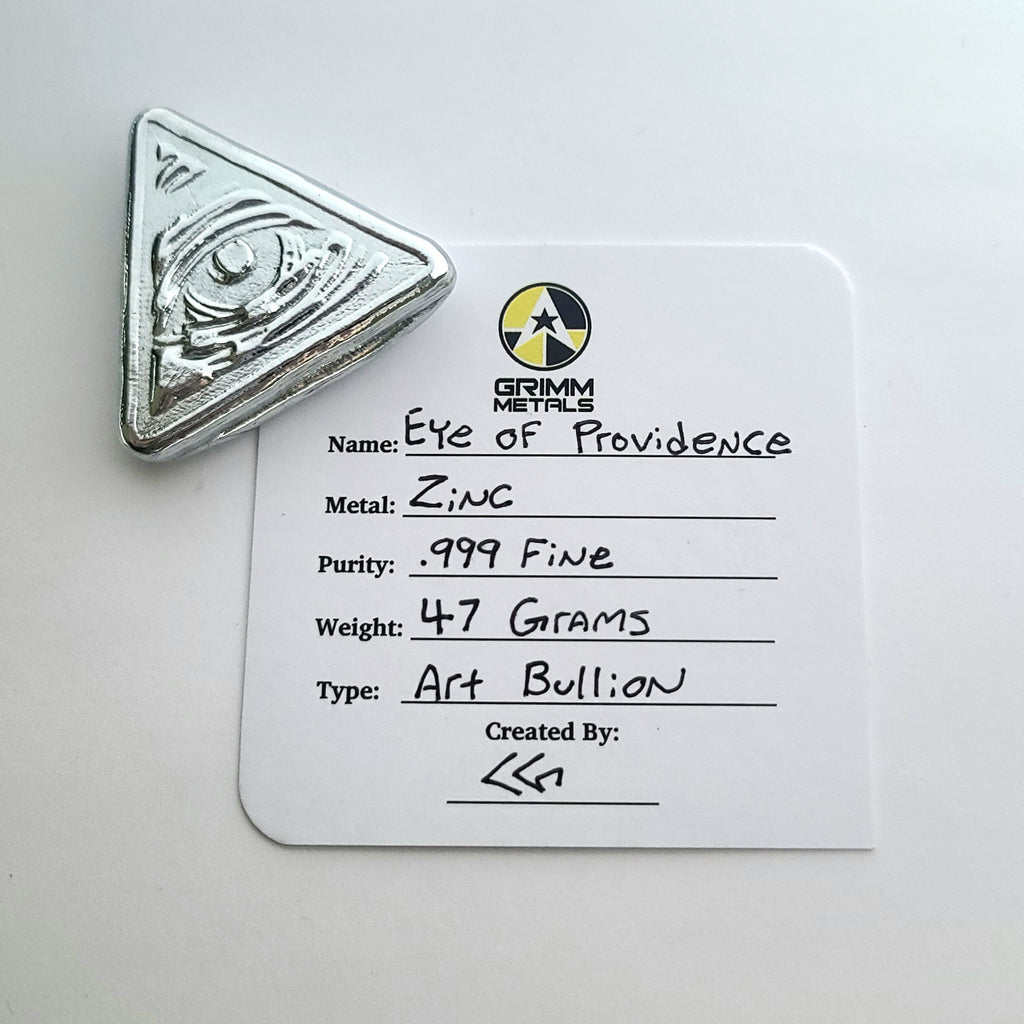 GRIMM
METALS
Name: Eye of Providence
Metal: Zinc
Purity: .999 Fine
Weight: 47 Grams
Type: Art Bullion
Created By: